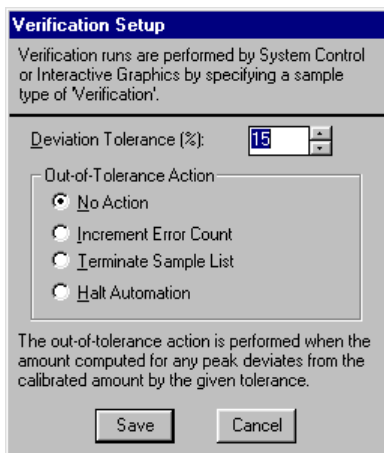 Verification Setup
Verification runs are performed by System Control
or Interactive Graphics by specifying a sample
type of 'Verification'.
Deviation Tolerance (%): 15
Out-of-Tolerance Action
No Action
Increment Error Count
Terminate Sample List
Halt Automation
The out-of-tolerance action is performed when the
amount computed for any peak deviates from the
calibrated amount by the given tolerance.
Save Cancel